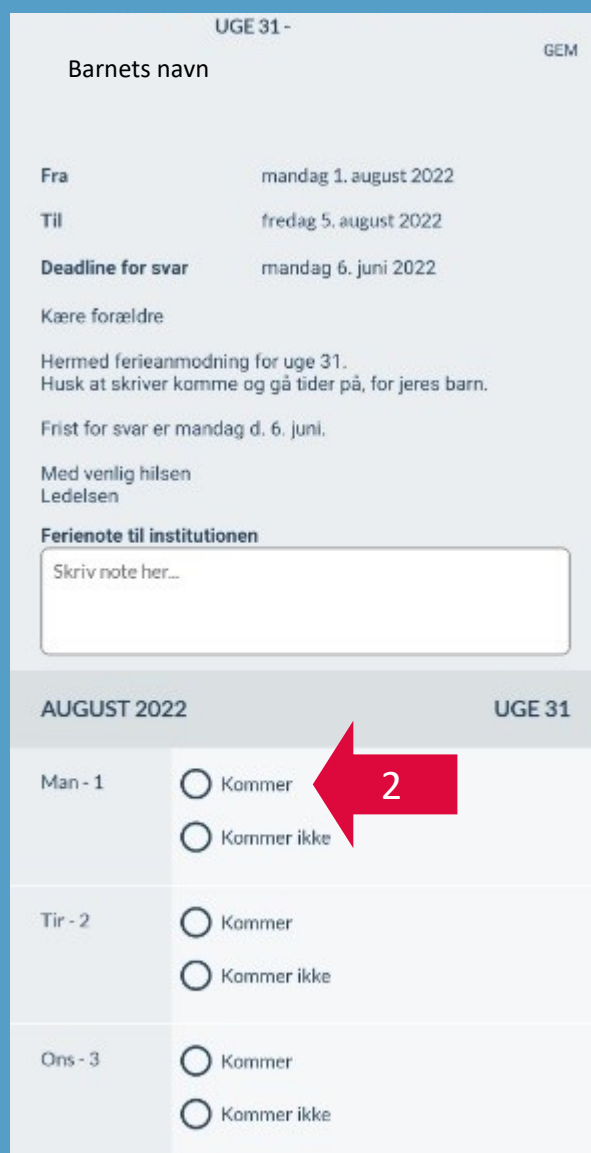 UGE 31 -
GEM
Barnets navn
Fra mandag 1. august 2022
Til fredag 5. august 2022
Deadline for svar mandag 6. juni 2022
Kære forældre
Hermed ferieanmodning for uge 31.
Husk at skriver komme og gå tider på, for jeres barn.
Frist for svar er mandag d. 6. juni.
Med venlig hilsen
Ledelsen
Ferienote til institutionen
Skriv note her...
AUGUST 2022 UGE 31
Man - 1 Kommer 2
Kommer ikke
Tir - 2 Kommer
Kommer ikke
Ons - 3 Kommer
Kommer ikke